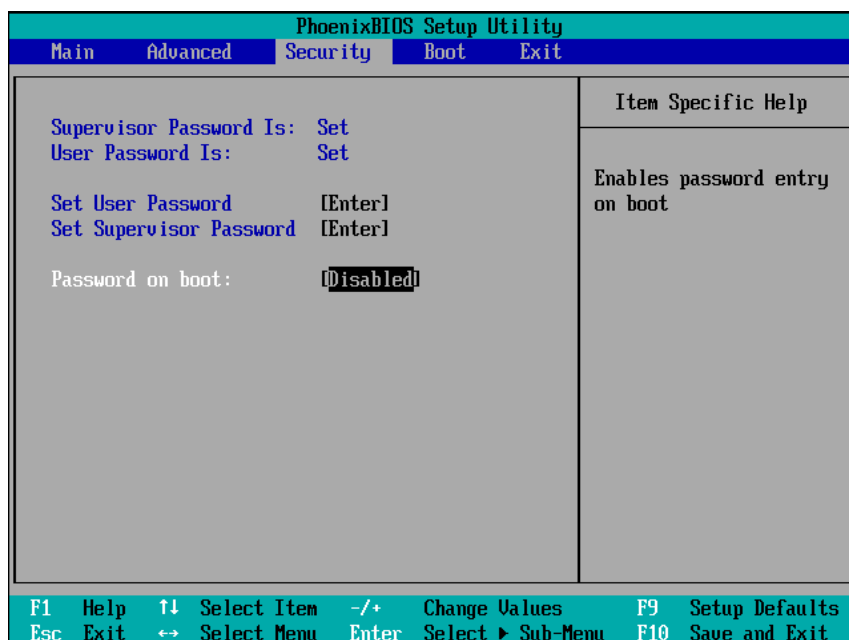 PhoenixBIOS Setup Utility
Main Advanced Security Boot Exit
Item Specific Help
Supervisor Password Is: Set
User Password Is: Set
Enables password entry
on boot
Set User Password [Enter]
Set Supervisor Password [Enter]
Password on boot: [Disabled]
F1 Help ↑↓ Select Item -/+ Change Values F9 Setup Defaults
Esc Exit ↔ Select Menu Enter Select ▶ Sub-Menu F10 Save and Exit